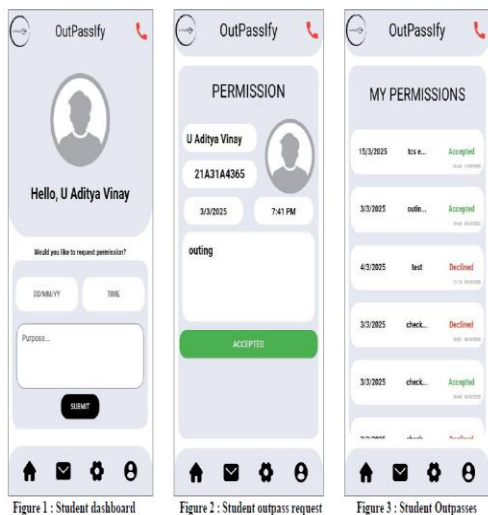 OutPassIfy
Hello, U Aditya Vinay
Would you like to request permission?
DD/MM/YY
TIME
Purpose...
SUBMIT
Figure 1 : Student dashboard
OutPassIfy
PERMISSION
U Aditya Vinay
21A31A4365
3/3/2025
7:41 PM
outing
ACCEPTED
Figure 2 : Student outpass request
OutPassIfy
MY PERMISSIONS
15/3/2025 tcs e... Accepted
3/3/2025 outin... Accepted
4/3/2025 test Declined
3/3/2025 check... Declined
3/3/2025 check... Accepted
Figure 3 : Student Outpasses